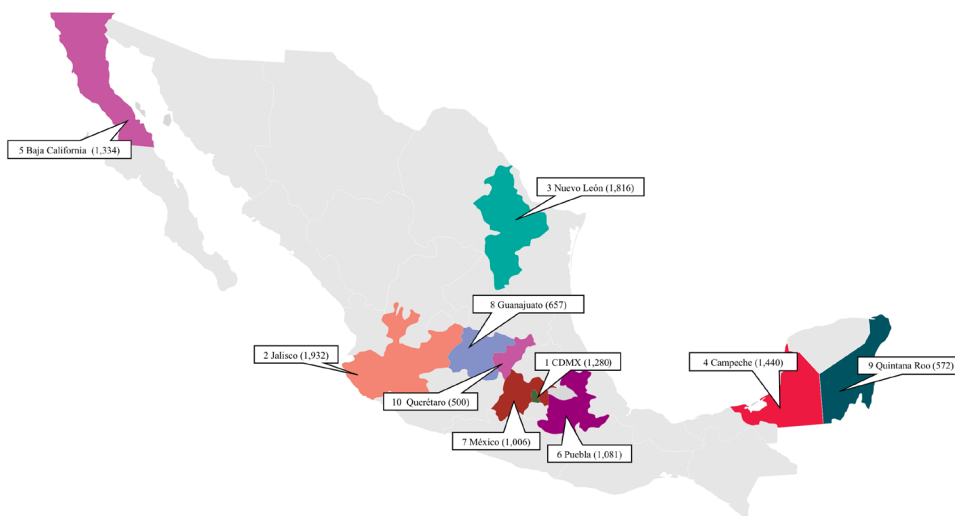 5 Baja California (1,334)
3 Nuevo León (1,816)
8 Guanajuato (657)
2 Jalisco (1,932)
1 CDMX (1,280)
4 Campeche (1,440)
9 Quintana Roo (572)
10 Querétaro (500)
7 México (1,006)
6 Puebla (1,081)